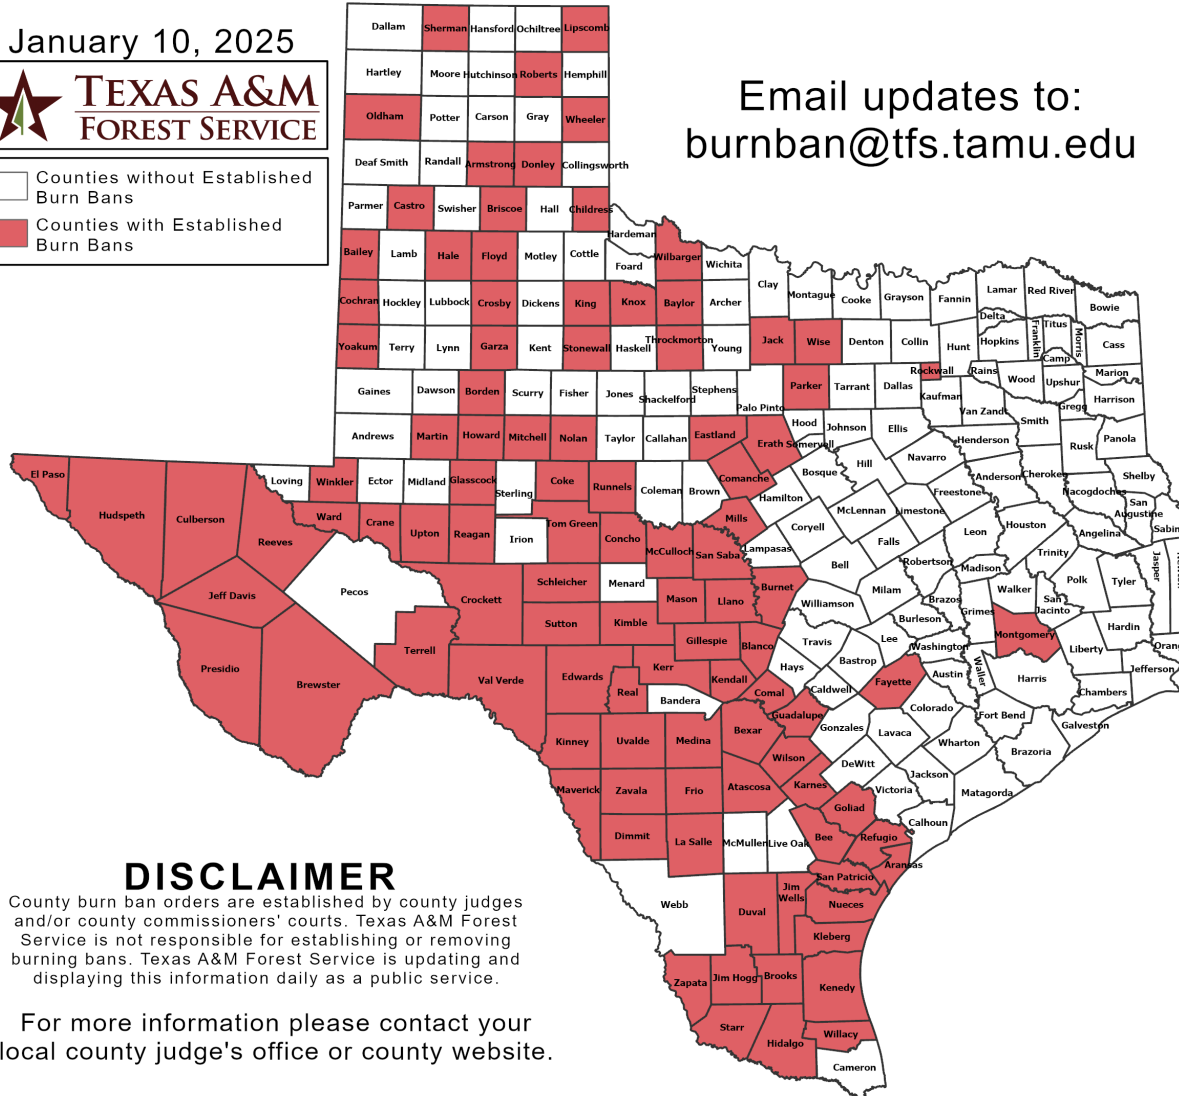 January 10, 2025
TEXAS A&M
FOREST SERVICE
Counties without Established
Burn Bans
Counties with Established
Burn Bans
Email updates to:
burnban@tfs.tamu.edu
Dallam Sherman Hansford Ochiltree Lipscomb
Hartley Moore Hutchinson Roberts Hemphill
Oldham Potter Carson Gray Wheeler
Deaf Smith Randall Armstrong Donley Collingsworth
Parmer Castro Swisher Briscoe Hall Childress
Hardeman
Bailey Lamb Hale Floyd Motley Cottle Foard Wilbarger Wichita
Clay Montague Cooke Grayson Fannin Lamar Red River Bowie
Cochran Hockley Lubbock Crosby Dickens King Knox Baylor Archer
Delta Franklin Titus Morris Cass
Yoakum Terry Lynn Garza Kent Stonewall Haskell Throckmorton Young Jack Wise Denton Collin Hunt Hopkins
Camp
Rockwall Rains Wood Upshur Marion
Gaines Dawson Borden Scurry Fisher Jones Shackelford Stephens Palo Pinto Parker Tarrant Dallas Kaufman Van Zandt Gregg Harrison
Smith
Andrews Martin Howard Mitchell Nolan Taylor Callahan Eastland Erath Hood Somervell Johnson Ellis Henderson Rusk Panola
El Paso Loving Winkler Ector Midland Glasscock Sterling Coke Runnels Coleman Brown Comanche Bosque Hill Navarro Anderson Cherokee Shelby
Hamilton Freestone Nacogdoches San
Augustine
Hudspeth Culberson Reeves Ward Crane Upton Reagan Irion Tom Green Concho McCulloch San Saba Mills Coryell McLennan Limestone Leon Houston Angelina
Lampasas Falls Trinity Jasper
Jeff Davis Pecos Crockett Schleicher Menard Mason Llano Burnet Bell Robertson Madison Walker Polk Tyler
Sutton Kimble Williamson Milam Brazos Grimes San
Jacinto
Burleson Hardin
Terrell Gillespie Blanco Travis Lee Washington Montgomery Liberty
Presidio Brewster Val Verde Edwards Kerr Kendall Hays Bastrop Fayette Austin Waller Harris Jefferson
Real Bandera Comal Caldwell Chambers
Guadalupe Gonzales Colorado Fort Bend Galveston
Kinney Uvalde Medina Bexar Lavaca Wharton Brazoria
Wilson DeWitt Jackson
Maverick Zavala Frio Atascosa Karnes Victoria Matagorda
Goliad Calhoun
Dimmit La Salle McMullen Live Oak Bee Refugio
Aransas
San Patricio
Webb Duval Jim
Wells Nueces
Kleberg
Zapata Jim Hogg Brooks Kenedy
Starr Hidalgo Willacy
Cameron
DISCLAIMER
County burn ban orders are established by county judges
and/or county commissioners' courts. Texas A&M Forest
Service is not responsible for establishing or removing
burning bans. Texas A&M Forest Service is updating and
displaying this information daily as a public service.
For more information please contact your
local county judge's office or county website.